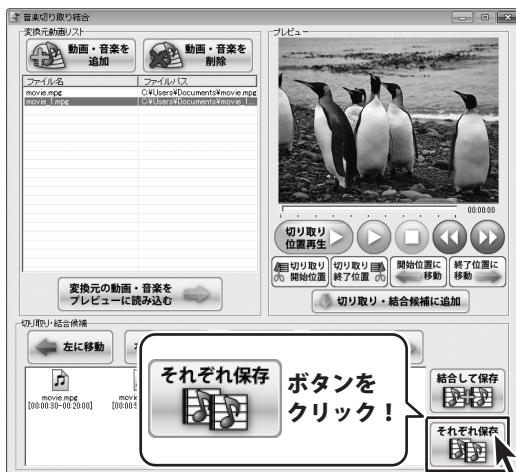 音楽切り取り結合
変換元動画リスト
動画・音楽を
追加
動画・音楽を
削除
ファイル名 ファイルパス
movie.mpg C:¥Users¥Documents¥movie.mpg
movie_1.mpg C:¥Users¥Documents¥movie_1...
変換元の動画・音楽を
プレビューに読み込む
プレビュー
00:00:00
切り取り
位置再生
切り取り
開始位置
切り取り
終了位置
開始位置に
移動
終了位置に
移動
切り取り・結合候補に追加
切り取り・結合候補
左に移動
movie.mpg
[00:00:30-00:20:00]
それぞれ保存
ボタンを
クリック！
結合して保存
それぞれ保存